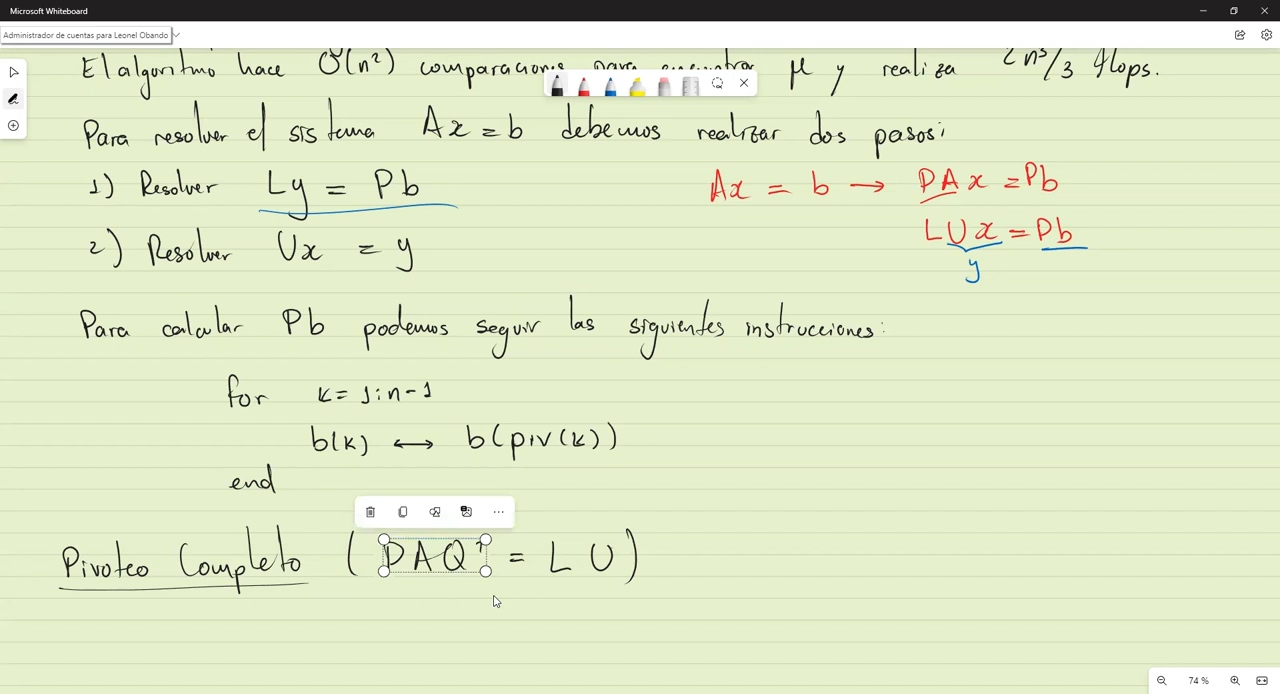 Microsoft Whiteboard
Administrador de cuentas para Leonel Obando
El algoritmo hace O(n²) comparaciones para encontrar μ y realiza 2n³/3 flops.
Para resolver el sistema Ax = b debemos realizar dos pasos:
1) Resolver Ly = Pb
Ax = b → PAx = Pb
LUx = Pb
2) Resolver Ux = y
y
Para calcular Pb podemos seguir las siguientes instrucciones:
for k = 1:n-1
b(k) ↔ b(piv(k))
end
Pivoteo Completo ( PAQᵀ = LU )
74 %